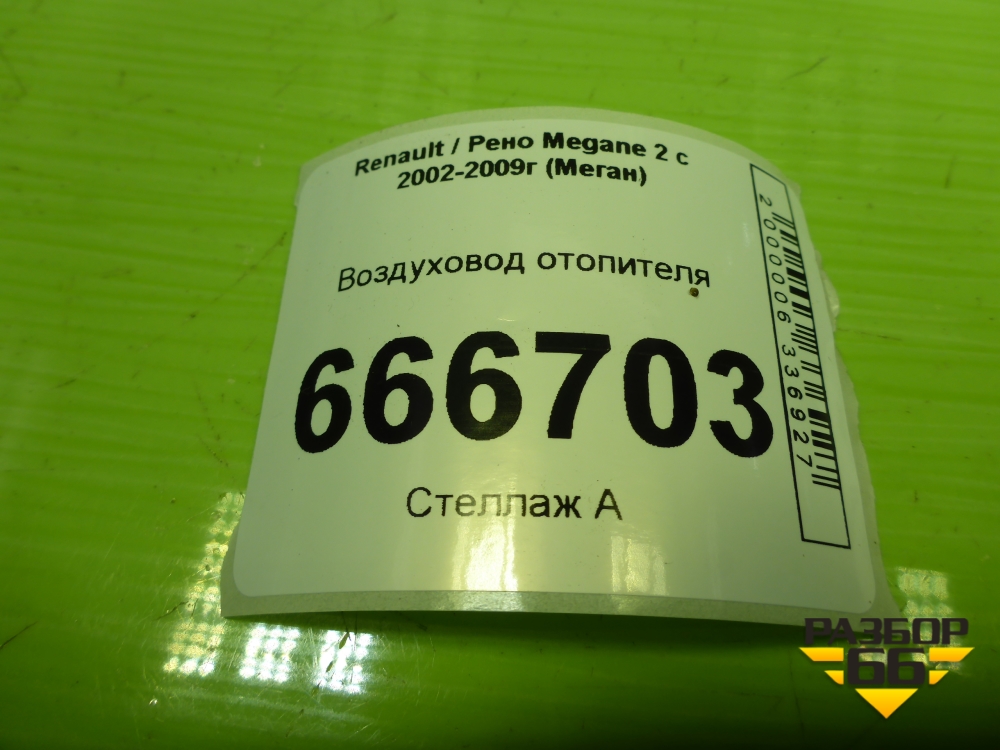 Renault / Рено Megane 2 с
2002-2009г (Меган)
Воздуховод отопителя
666703
Стеллаж А
2000006336927
РАЗБОР
66